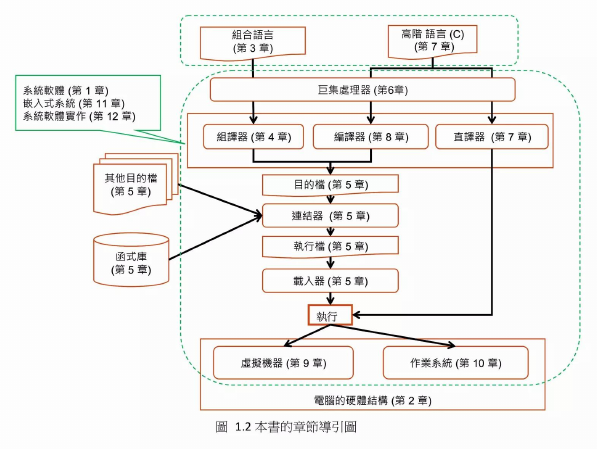 組合語言
(第 3 章)
高階 語言 (C)
(第 7 章)
系統軟體 (第 1 章)
嵌入式系統 (第 11 章)
系統軟體實作 (第 12 章)
巨集處理器 (第6章)
組譯器 (第 4 章)
編譯器 (第 8 章)
直譯器 (第 7 章)
其他目的檔
(第 5 章)
目的檔 (第 5 章)
連結器 (第 5 章)
函式庫
(第 5 章)
執行檔 (第 5 章)
載入器 (第 5 章)
執行
虛擬機器 (第 9 章)
作業系統 (第 10 章)
電腦的硬體結構 (第 2 章)
圖 1.2 本書的章節導引圖